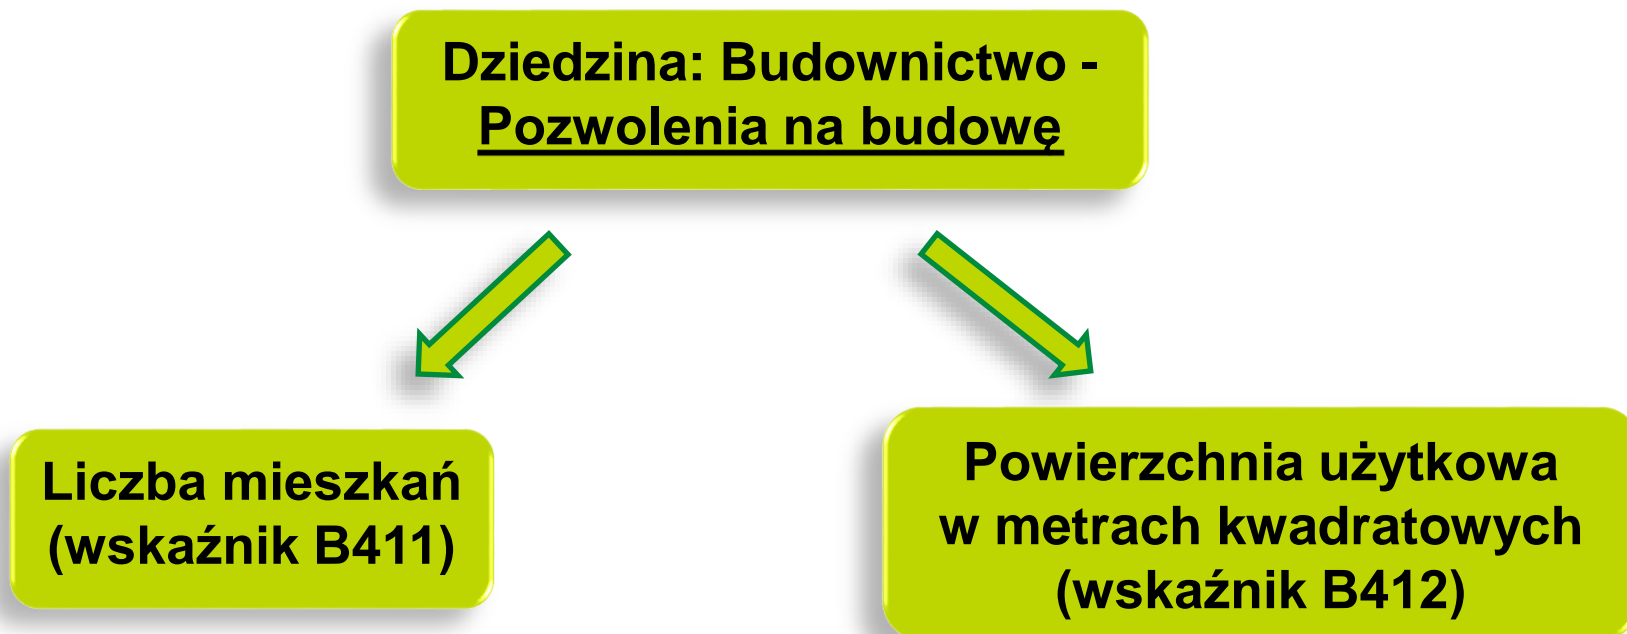 Dziedzina: Budownictwo -
Pozwolenia na budowę
Liczba mieszkań
(wskaźnik B411)
Powierzchnia użytkowa
w metrach kwadratowych
(wskaźnik B412)